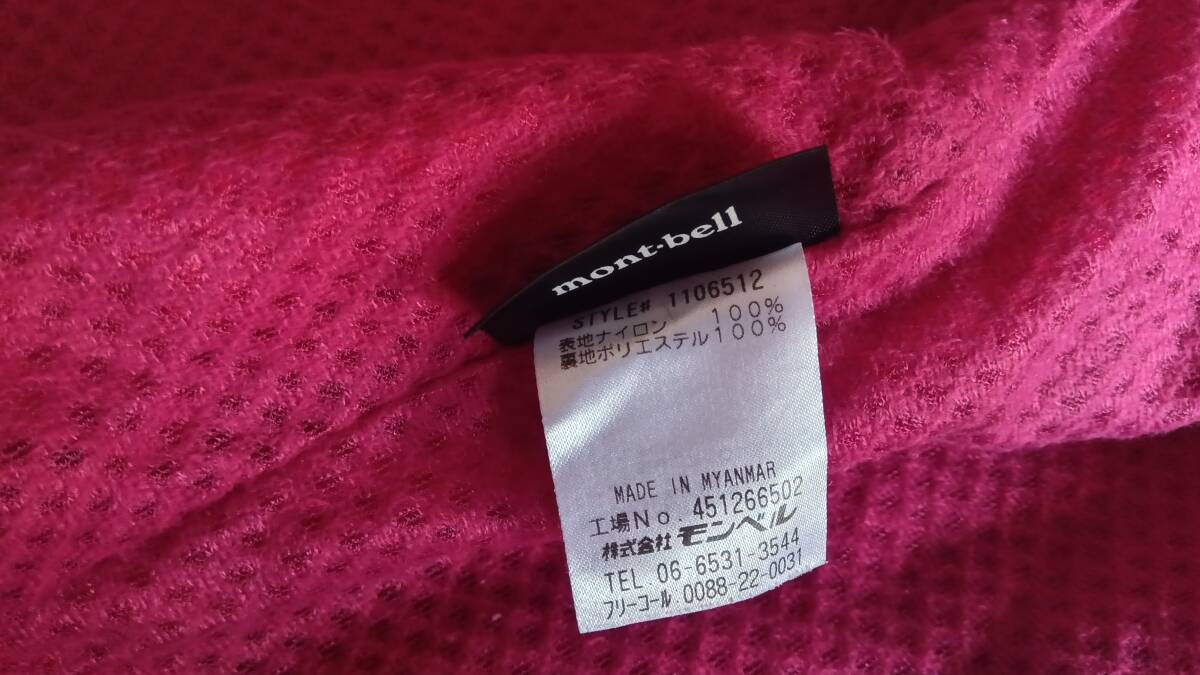 mont-bell
STYLE# 1106512
表地ナイロン 100%
裏地ポリエステル100%
MADE IN MYANMAR
工場No.451266502
株式会社モンベル
TEL.06-6531-3544
フリーコール.0088-22-0031